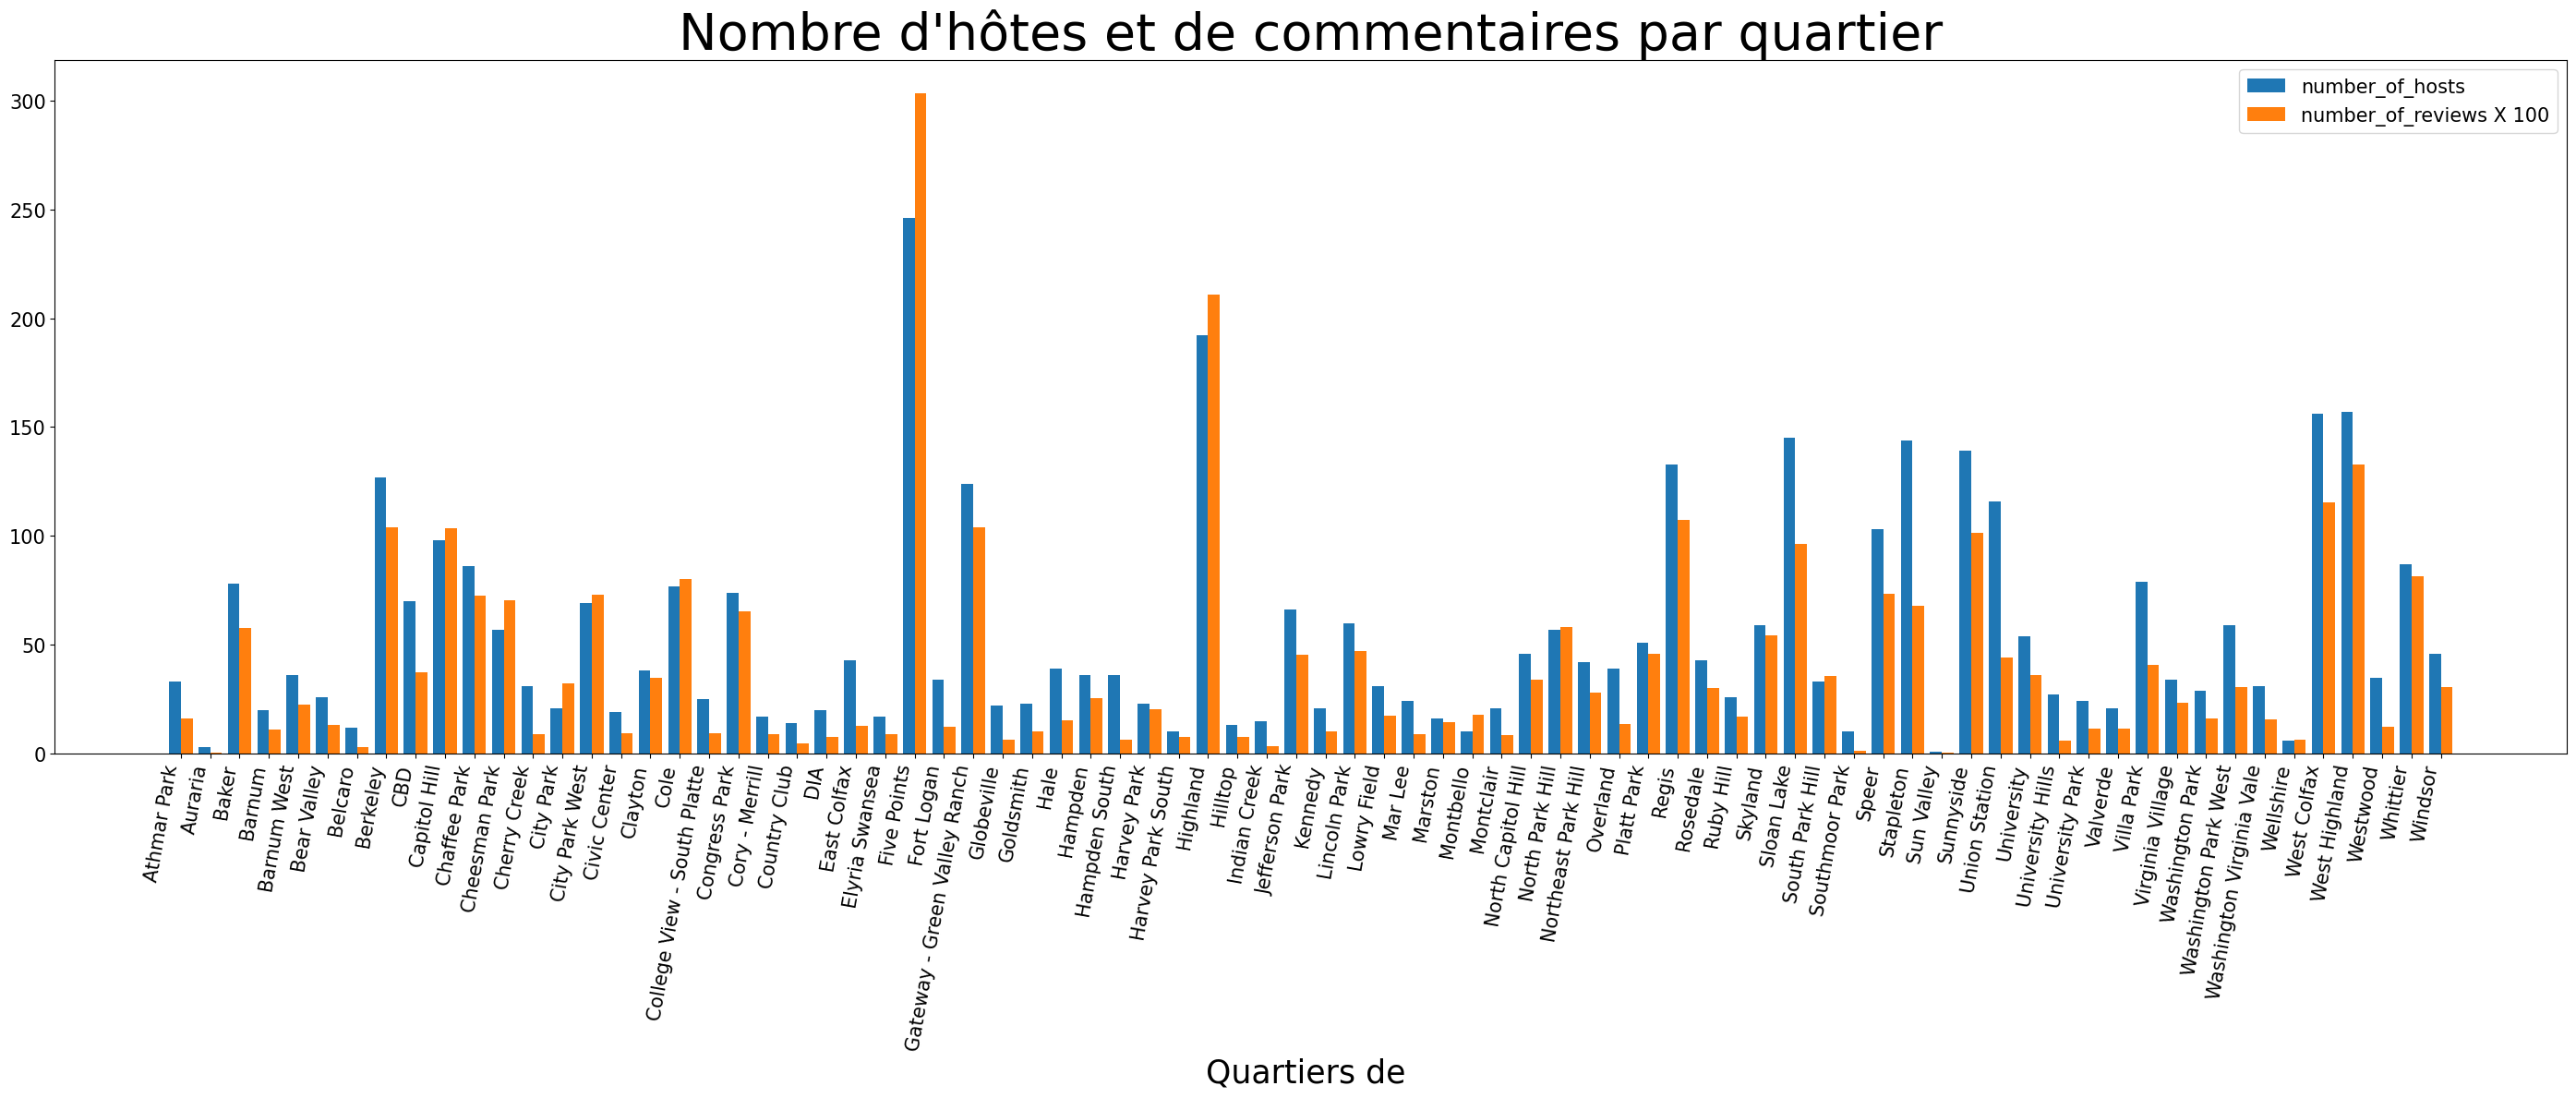 Nombre d'hôtes et de commentaires par quartier
number_of_hosts
number_of_reviews X 100
300
250
200
150
100
50
0
Athmar Park
Auraria
Baker
Barnum
Barnum West
Bear Valley
Belcaro
Berkeley
CBD
Capitol Hill
Chaffee Park
Cheesman Park
Cherry Creek
City Park
City Park West
Civic Center
Clayton
Cole
College View - South Platte
Congress Park
Cory - Merrill
Country Club
DIA
East Colfax
Elyria Swansea
Five Points
Fort Logan
Gateway - Green Valley Ranch
Globeville
Goldsmith
Hale
Hampden
Hampden South
Harvey Park
Harvey Park South
Highland
Hilltop
Indian Creek
Jefferson Park
Kennedy
Lincoln Park
Lowry Field
Mar Lee
Marston
Montbello
Montclair
North Capitol Hill
North Park Hill
Northeast Park Hill
Overland
Platt Park
Regis
Rosedale
Ruby Hill
Skyland
Sloan Lake
South Park Hill
Southmoor Park
Speer
Stapleton
Sun Valley
Sunnyside
Union Station
University
University Hills
University Park
Valverde
Villa Park
Virginia Village
Washington Park
Washington Park West
Washington Virginia Vale
Wellshire
West Colfax
West Highland
Westwood
Whittier
Windsor
Quartiers de